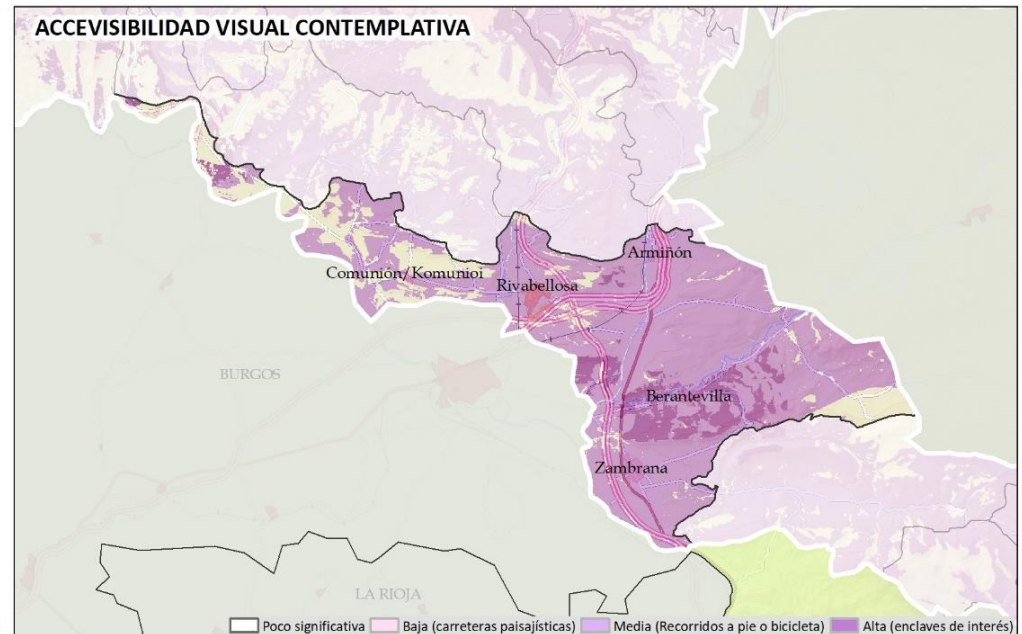 ACCEVISIBILIDAD VISUAL CONTEMPLATIVA
Armiñón
Comunión/Komunioi
Rivabellosa
BURGOS
Berantevilla
Zambrana
LA RIOJA
Poco significativa
Baja (carreteras paisajísticas)
Media (Recorridos a pie o bicicleta)
Alta (enclaves de interés)